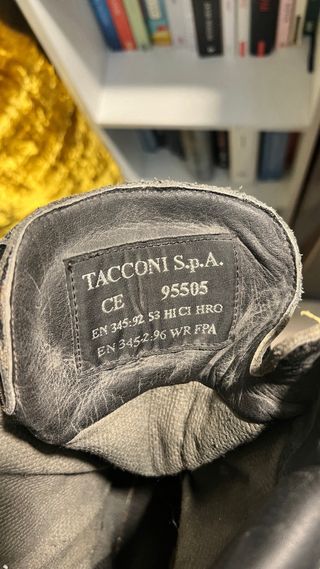 TACCONI S.p.A.
CE 95505
EN 345:92 S3 HI CI HRO
EN 345-2:96 WR FPA